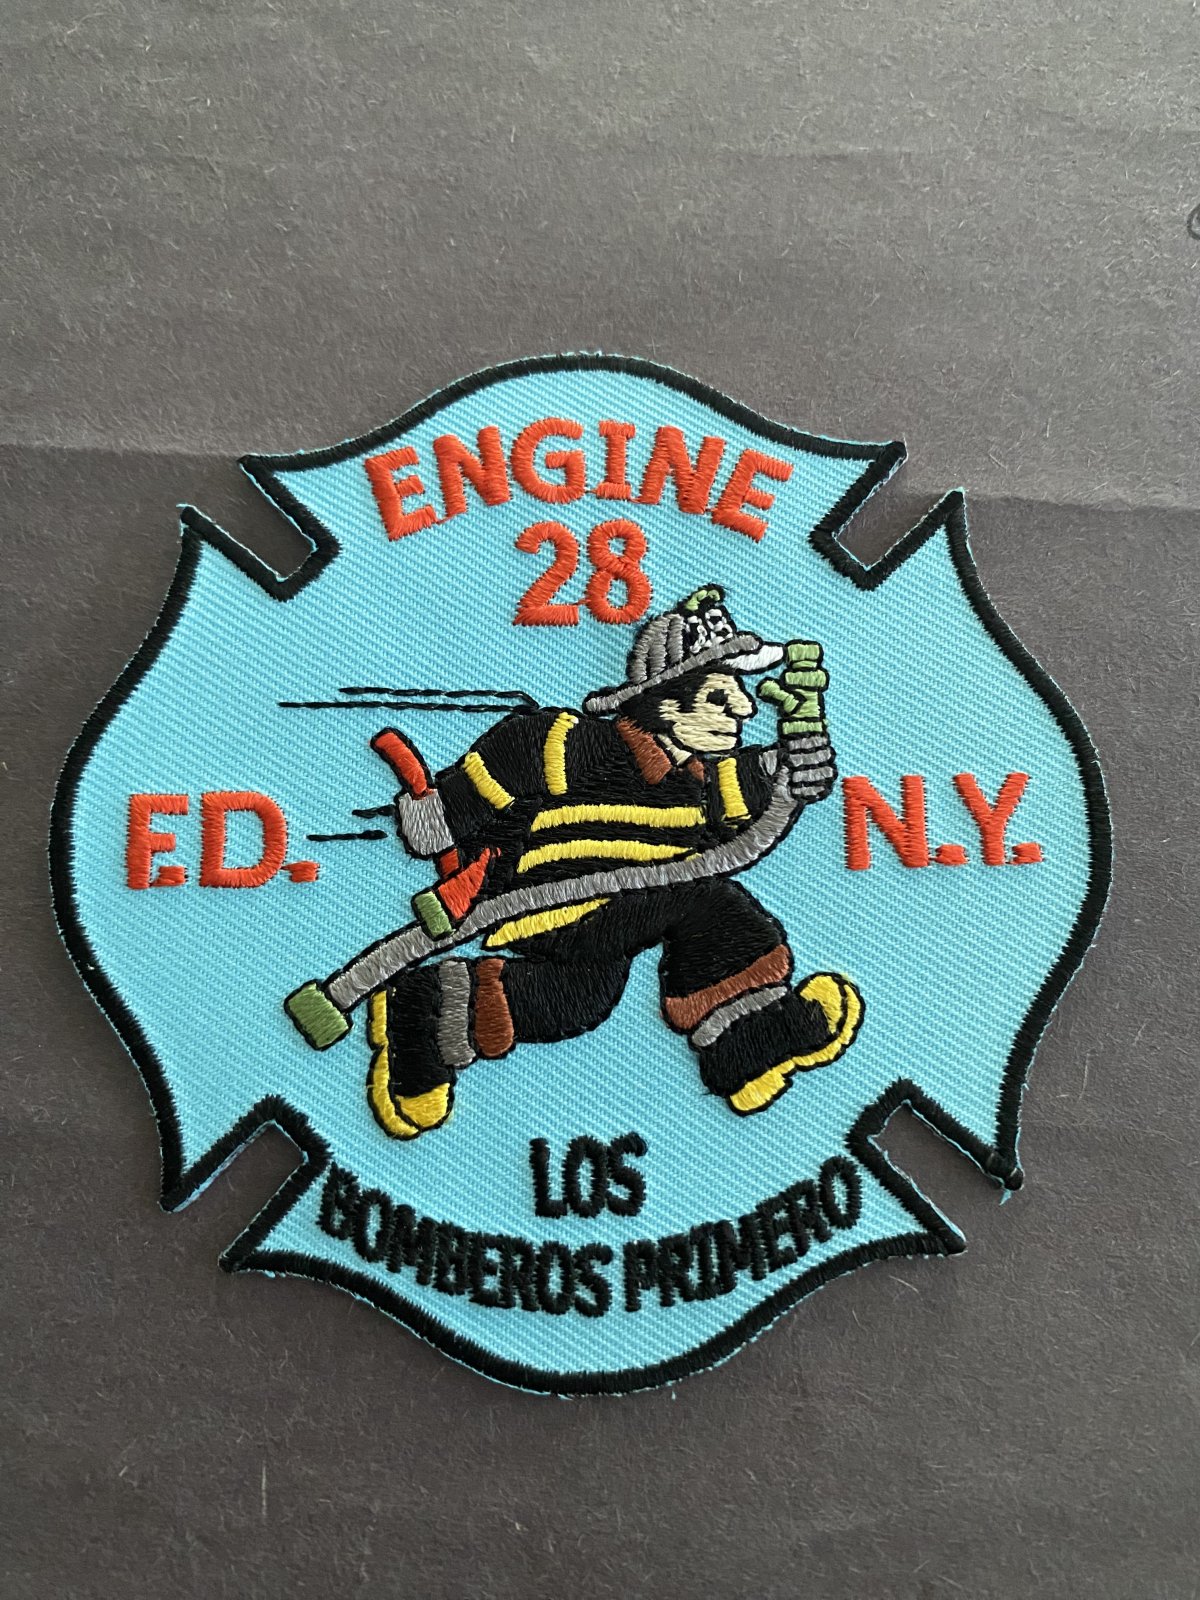 ENGINE
28
F.D. N.Y.
LOS
BOMBEROS PRIMERO